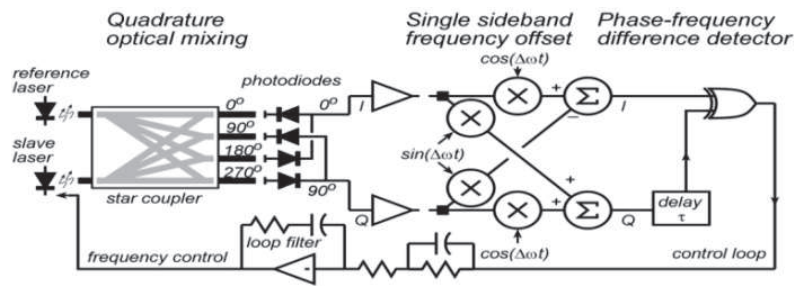 Quadrature
optical mixing
Single sideband
frequency offset
Phase-frequency
difference detector
cos(Δωt)
reference
laser
photodiodes
0°
0°
I
+
Σ
I
90°
−
slave
laser
180°
sin(Δωt)
270°
90°
+
star coupler
Q
+
Σ
Q
delay
τ
loop filter
cos(Δωt)
frequency control
-
control loop